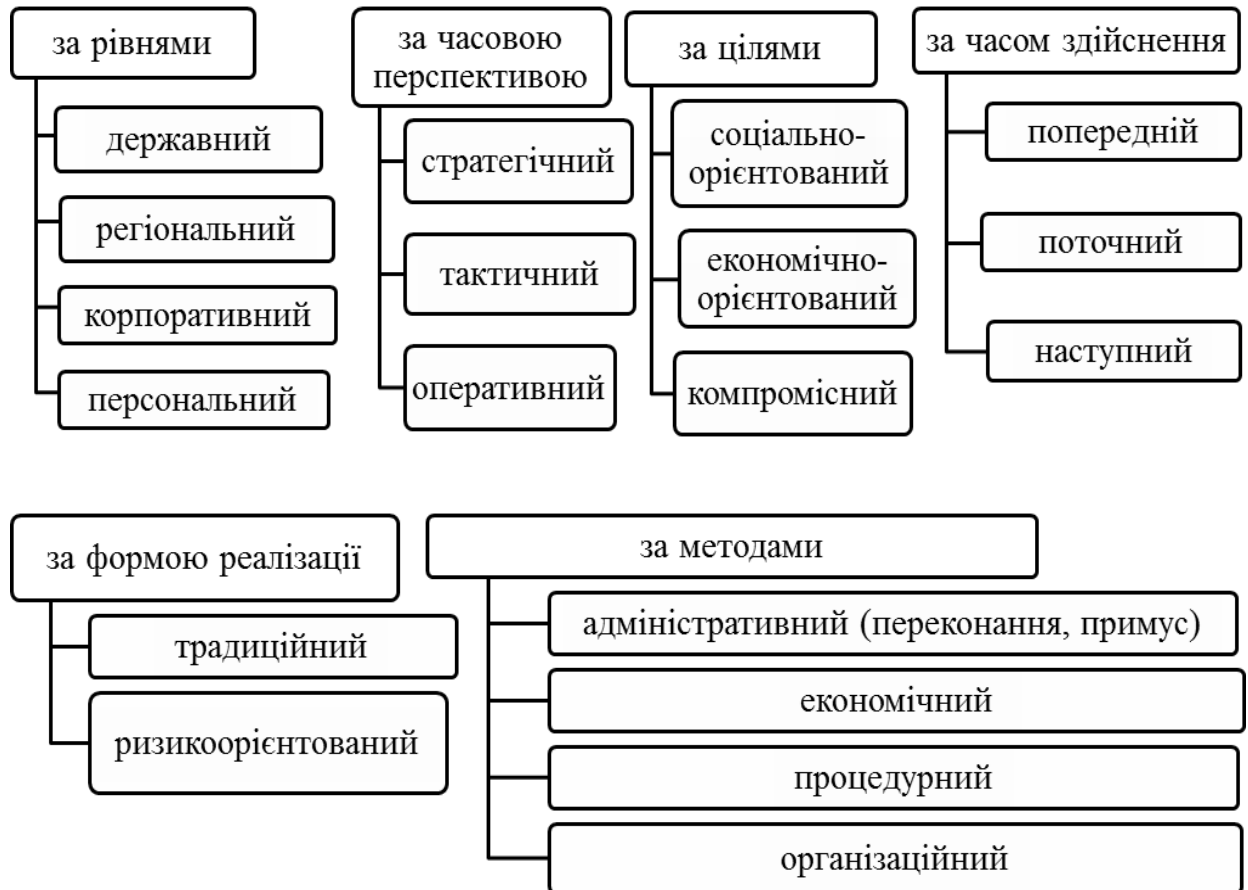 за рівнями
державний
регіональний
корпоративний
персональний
за часовою
перспективою
стратегічний
тактичний
оперативний
за цілями
соціально-
орієнтований
економічно-
орієнтований
компромісний
за часом здійснення
попередній
поточний
наступний
за формою реалізації
традиційний
ризикоорієнтований
за методами
адміністративний (переконання, примус)
економічний
процедурний
організаційний